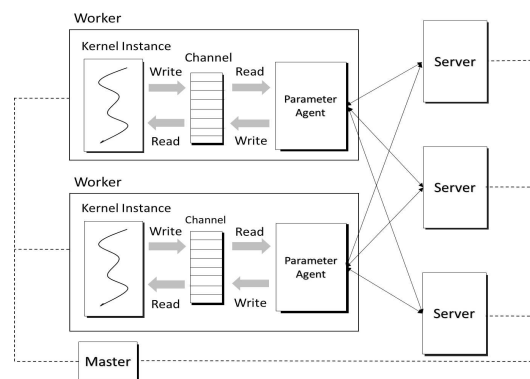 Worker
Kernel Instance
Channel
Write
Read
Parameter
Agent
Read
Write
Server
Worker
Kernel Instance
Channel
Write
Read
Parameter
Agent
Read
Write
Server
Server
Master